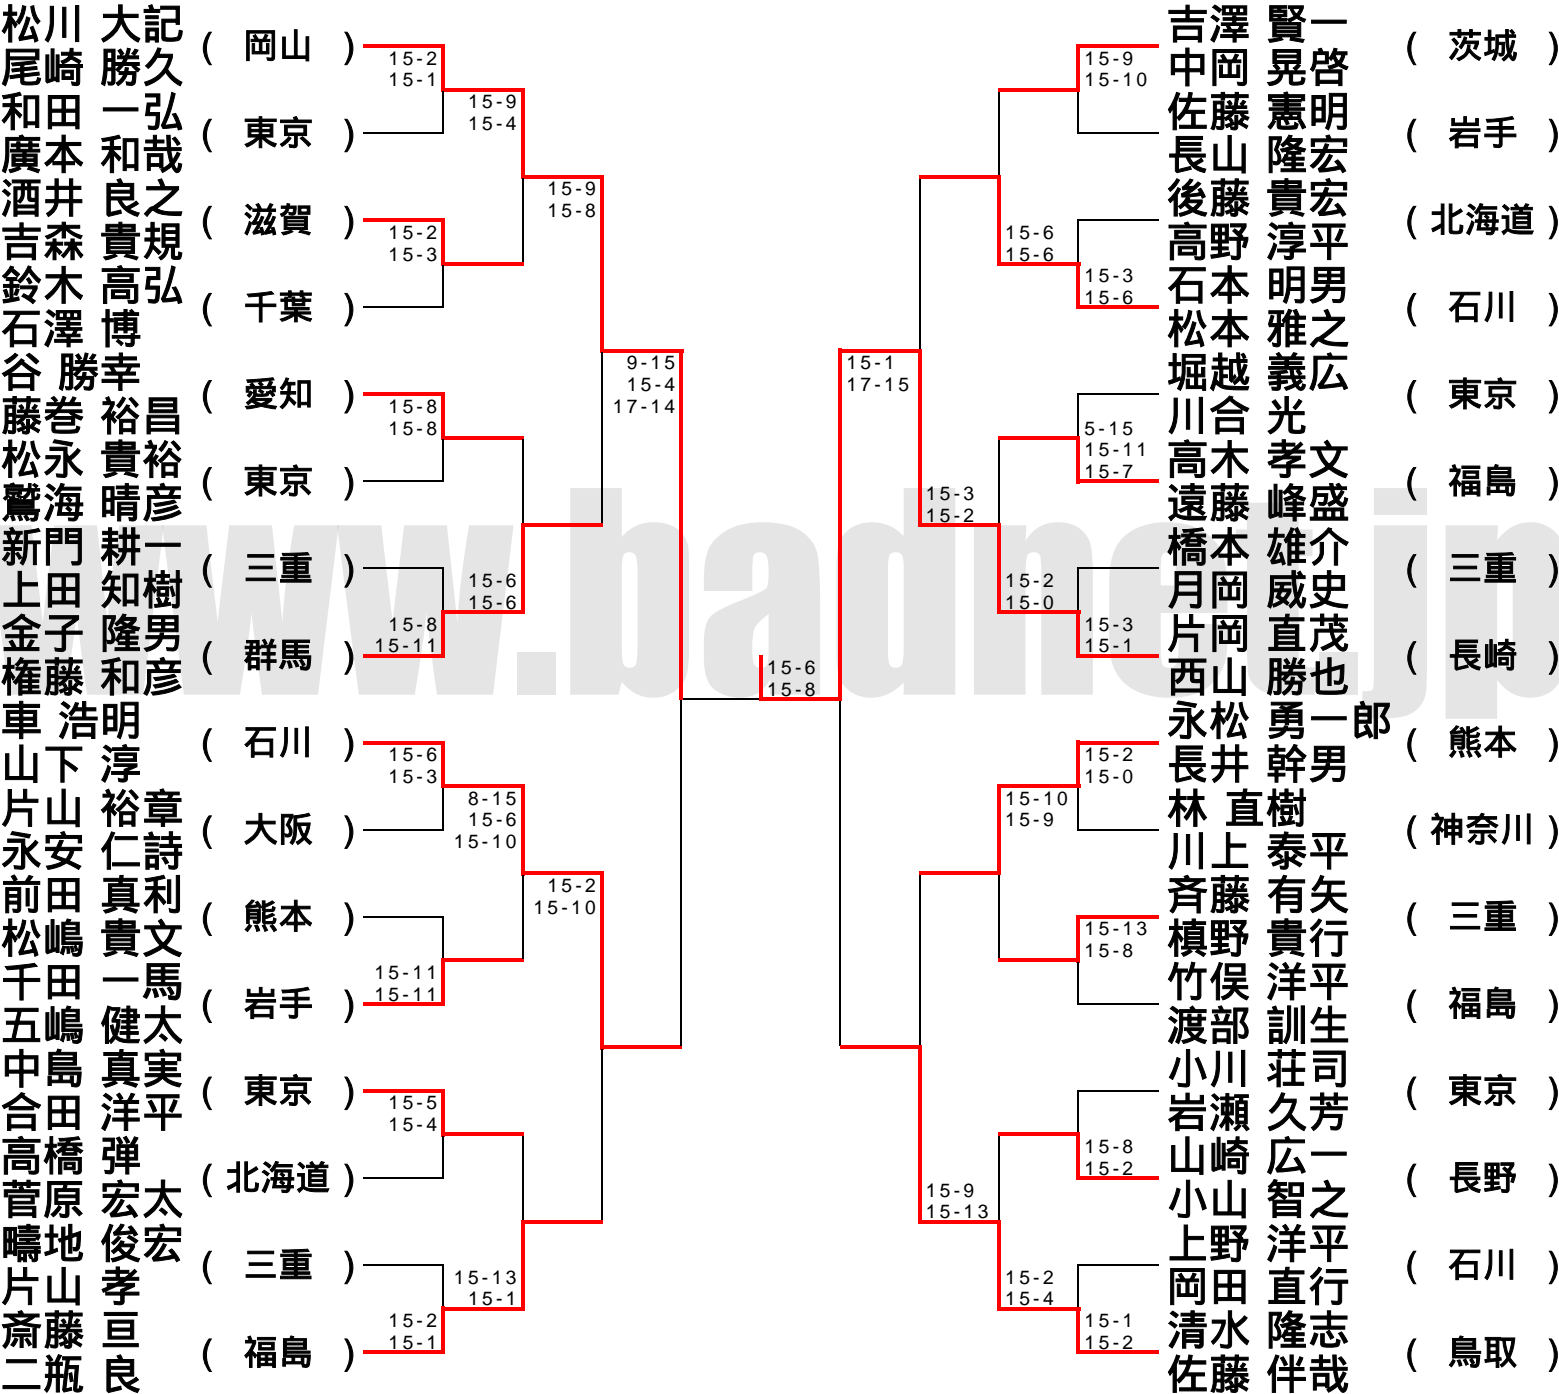 松川 大記
尾崎 勝久
( 岡山 )
和田 一弘
廣本 和哉
( 東京 )
酒井 良之
吉森 貴規
( 滋賀 )
鈴木 高弘
石澤 博
( 千葉 )
谷 勝幸
藤巻 裕昌
( 愛知 )
松永 貴裕
鷲海 晴彦
( 東京 )
新門 耕一
上田 知樹
( 三重 )
金子 隆男
権藤 和彦
( 群馬 )
車 浩明
山下 淳
( 石川 )
片山 裕章
永安 仁詩
( 大阪 )
前田 真利
松嶋 貴文
( 熊本 )
千田 一馬
五嶋 健太
( 岩手 )
中島 真実
合田 洋平
( 東京 )
高橋 弾
菅原 宏太
( 北海道 )
疇地 俊宏
片山 孝
( 三重 )
斎藤 亘
二瓶 良
( 福島 )
15-2
15-1
15-2
15-3
15-8
15-8
15-8
15-11
15-6
15-3
15-11
15-11
15-5
15-4
15-2
15-1
15-9
15-4
15-6
15-6
8-15
15-6
15-10
15-13
15-1
15-9
15-8
15-2
15-10
9-15
15-4
17-14
15-6
15-8
15-1
17-15
15-3
15-2
15-9
15-13
15-6
15-6
15-2
15-0
15-10
15-9
15-2
15-4
15-9
15-10
15-3
15-6
5-15
15-11
15-7
15-3
15-1
15-2
15-0
15-13
15-8
15-8
15-2
15-1
15-2
吉澤 賢一
中岡 晃啓
( 茨城 )
佐藤 憲明
長山 隆宏
( 岩手 )
後藤 貴宏
高野 淳平
( 北海道 )
石本 明男
松本 雅之
( 石川 )
堀越 義広
川合 光
( 東京 )
高木 孝文
遠藤 峰盛
( 福島 )
橋本 雄介
月岡 威史
( 三重 )
片岡 直茂
西山 勝也
( 長崎 )
永松 勇一郎
長井 幹男
( 熊本 )
林 直樹
川上 泰平
( 神奈川 )
斉藤 有矢
槙野 貴行
( 三重 )
竹俣 洋平
渡部 訓生
( 福島 )
小川 荘司
岩瀬 久芳
( 東京 )
山崎 広一
小山 智之
( 長野 )
上野 洋平
岡田 直行
( 石川 )
清水 隆志
佐藤 伴哉
( 鳥取 )
www.badnet.jp